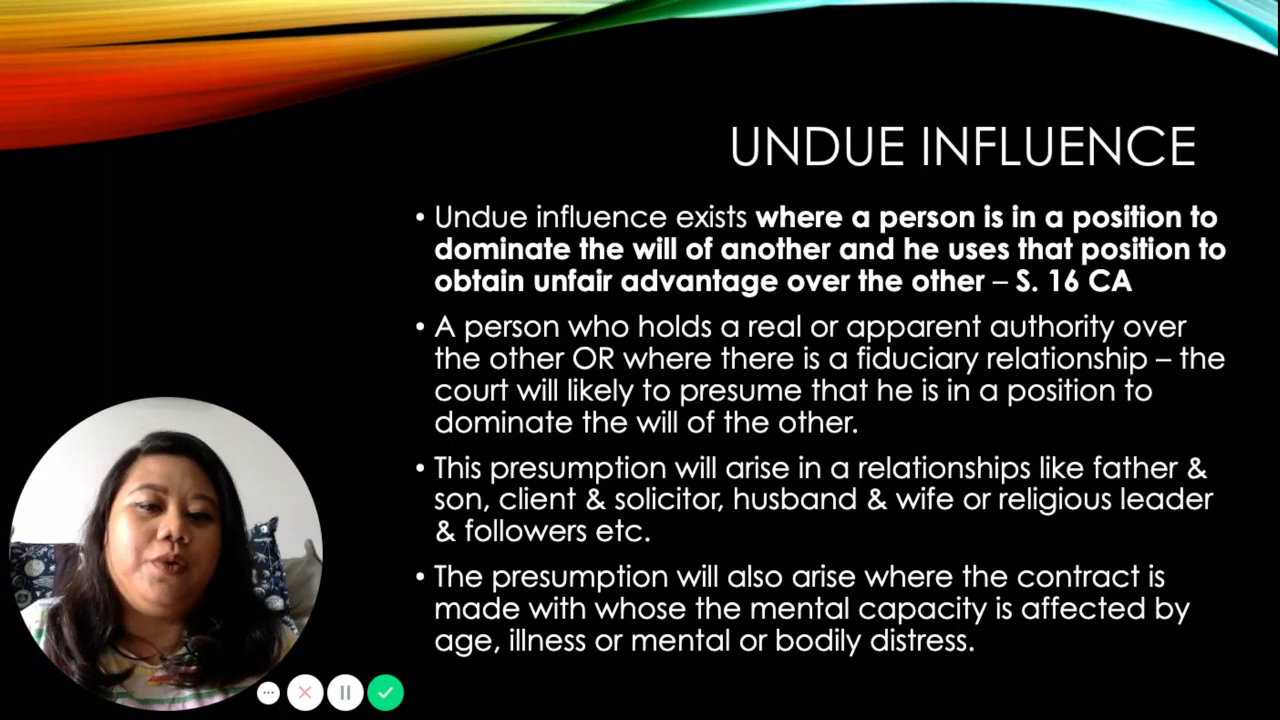 UNDUE INFLUENCE
• Undue influence exists where a person is in a position to
dominate the will of another and he uses that position to
obtain unfair advantage over the other – S. 16 CA
• A person who holds a real or apparent authority over
the other OR where there is a fiduciary relationship – the
court will likely to presume that he is in a position to
dominate the will of the other.
• This presumption will arise in a relationships like father &
son, client & solicitor, husband & wife or religious leader
& followers etc.
• The presumption will also arise where the contract is
made with whose the mental capacity is affected by
age, illness or mental or bodily distress.